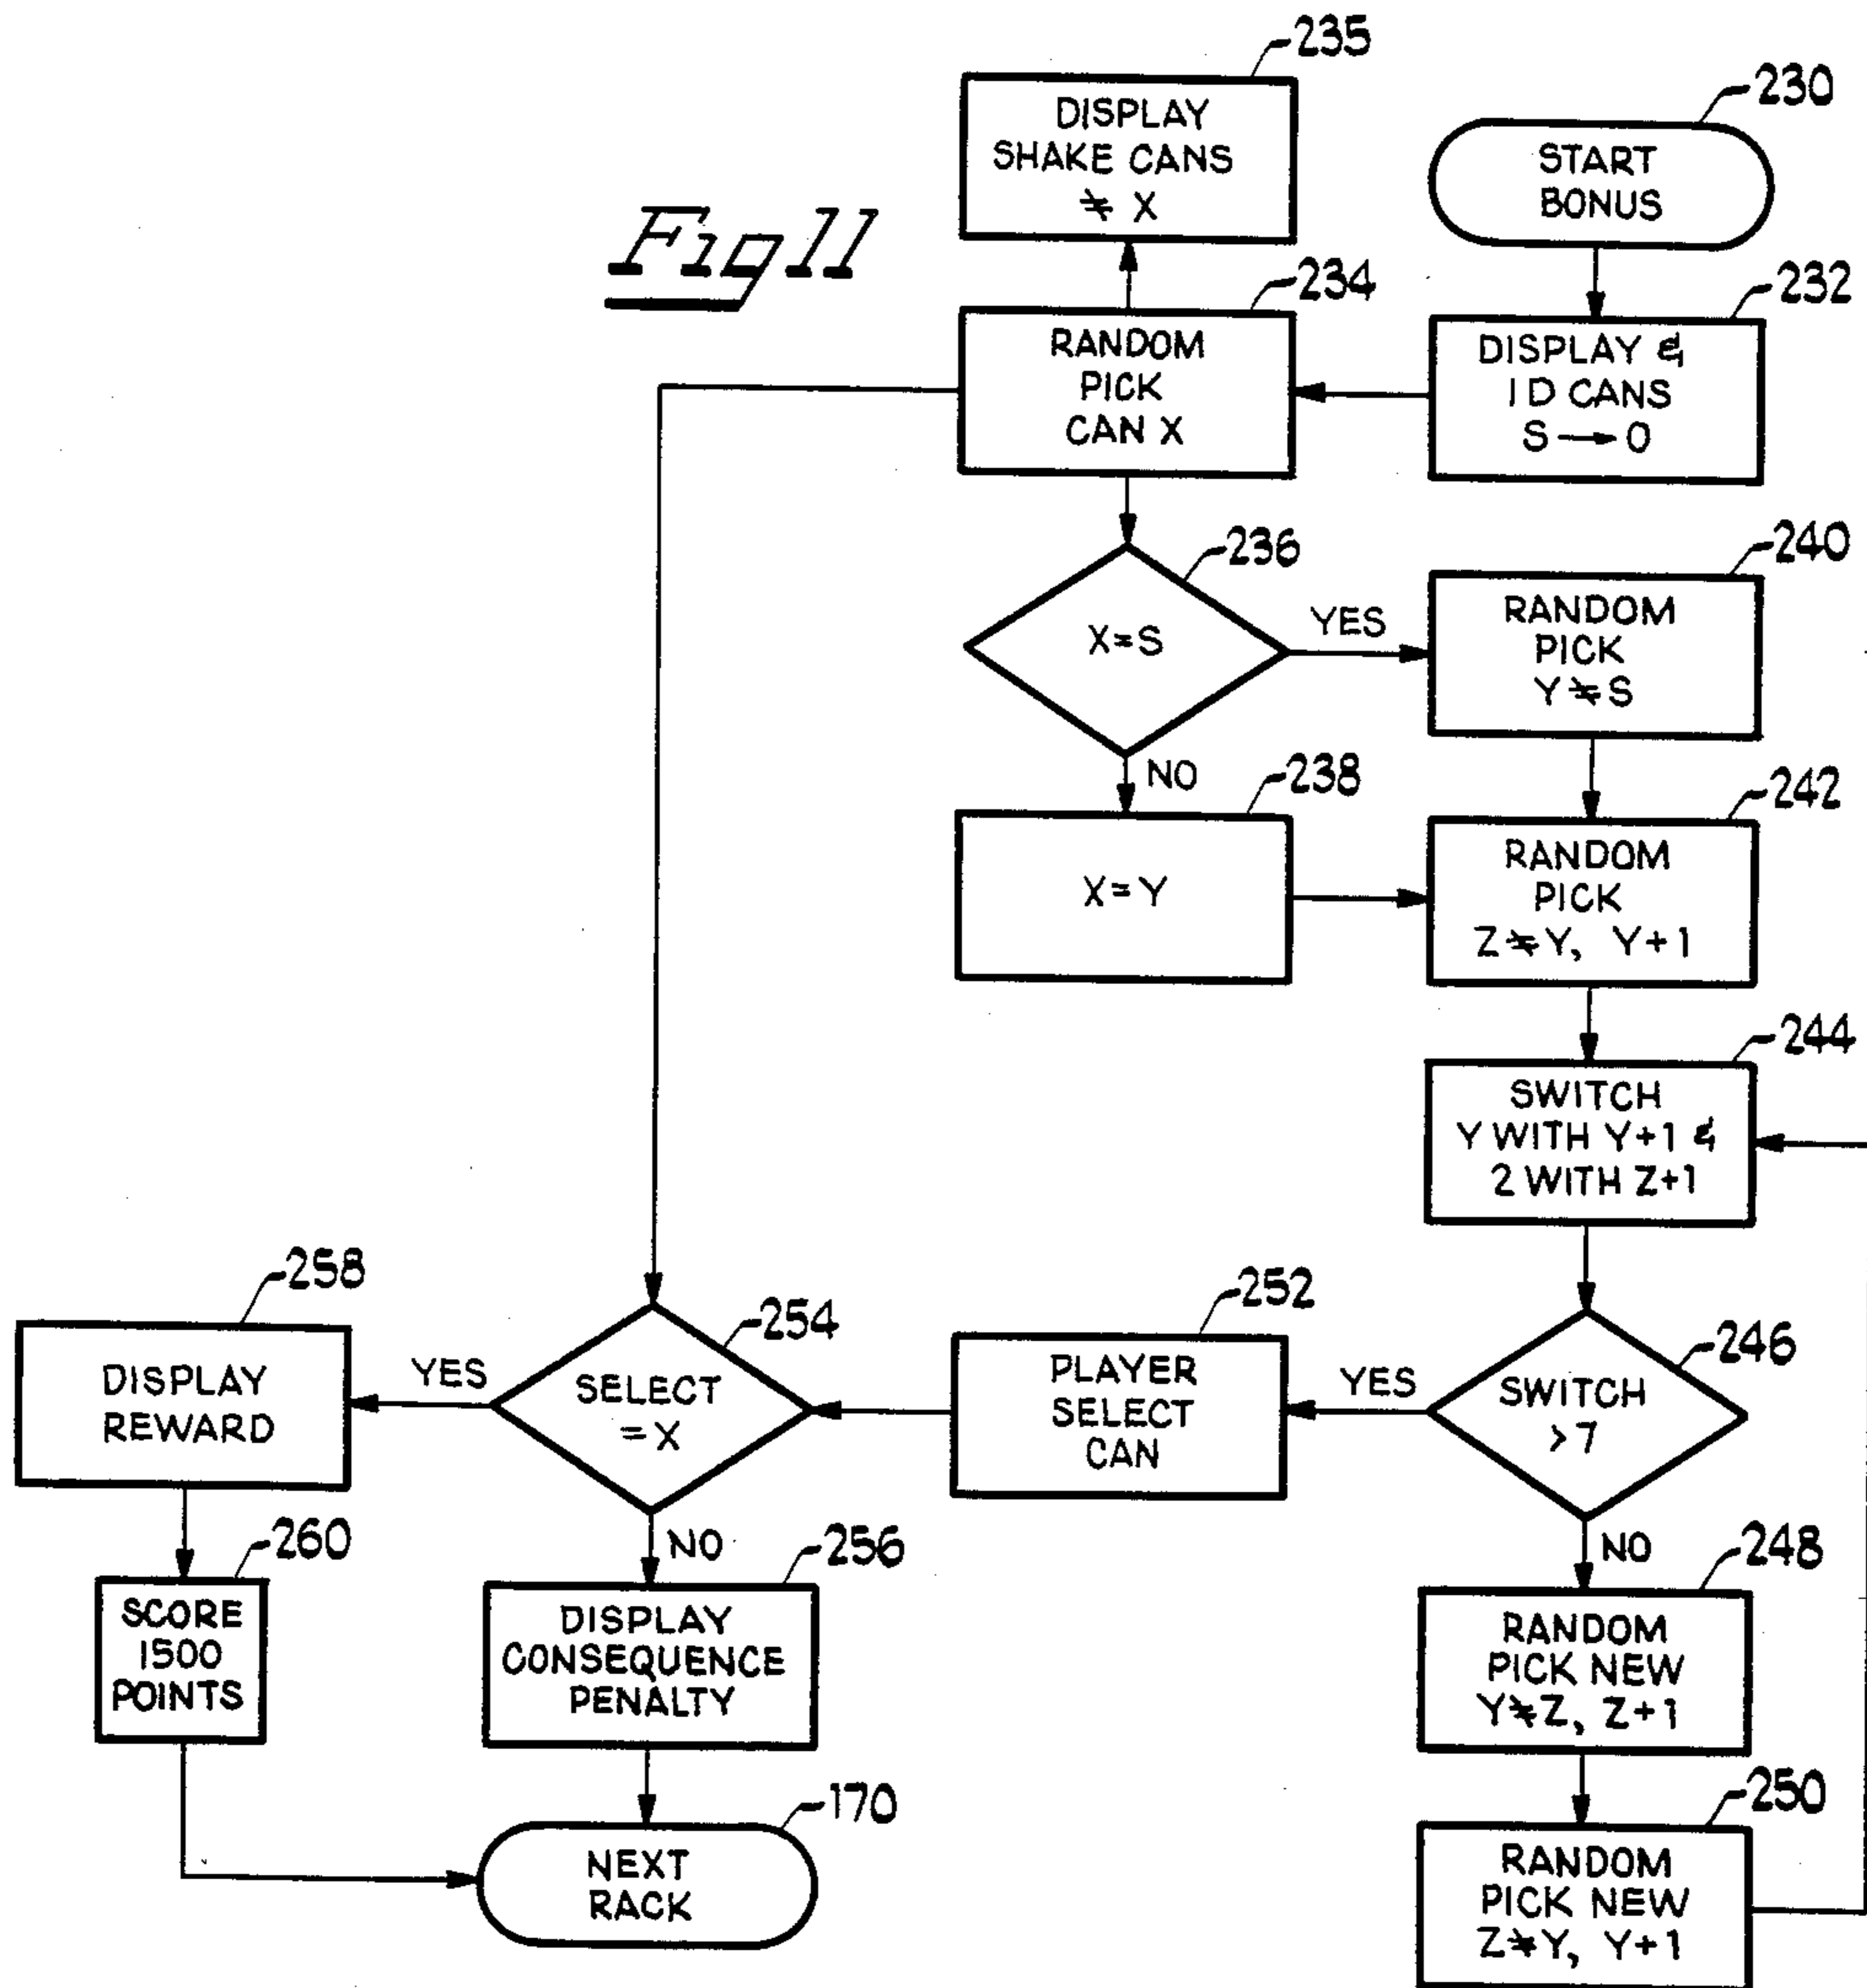 Fig 11
230
START
BONUS
232
DISPLAY &
ID CANS
S → 0
235
DISPLAY
SHAKE CANS
≠ X
234
RANDOM
PICK
CAN X
236
X = S
YES
NO
240
RANDOM
PICK
Y ≠ S
238
X = Y
242
RANDOM
PICK
Z ≠ Y, Y+1
244
SWITCH
Y WITH Y+1 &
2 WITH Z+1
246
SWITCH
> 7
YES
NO
248
RANDOM
PICK NEW
Y ≠ Z, Z+1
250
RANDOM
PICK NEW
Z ≠ Y, Y+1
252
PLAYER
SELECT
CAN
254
SELECT
= X
YES
NO
258
DISPLAY
REWARD
260
SCORE
1500
POINTS
256
DISPLAY
CONSEQUENCE
PENALTY
170
NEXT
RACK